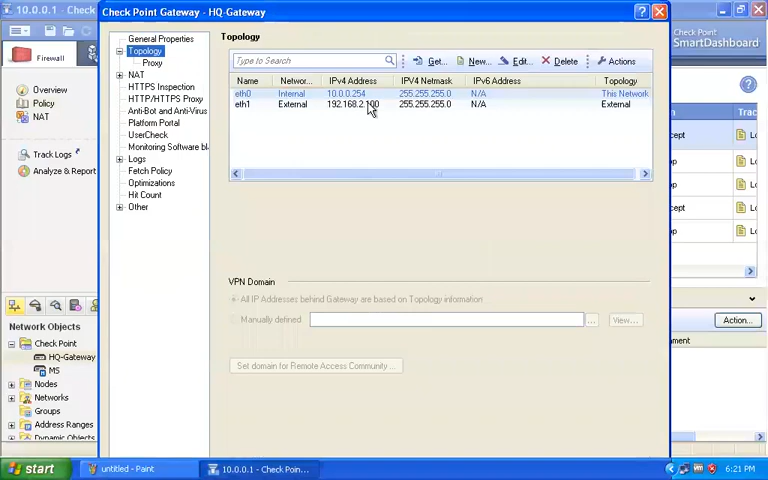 10.0.0.1 - Check
Check Point Gateway - HQ-Gateway
Check Point
SmartDashboard
Firewall
Overview
Policy
NAT
Track Logs
Analyze & Report
General Properties
Topology
Proxy
NAT
HTTPS Inspection
HTTP/HTTPS Proxy
Anti-Bot and Anti-Virus
Platform Portal
UserCheck
Monitoring Software bl
Logs
Fetch Policy
Optimizations
Hit Count
Other
Topology
Type to Search
Get...
New...
Edit...
Delete
Actions
Name Networ... IPv4 Address IPV4 Netmask IPv6 Address Topology
eth0 Internal 10.0.0.254 255.255.255.0 N/A This Network
eth1 External 192.168.2.100 255.255.255.0 N/A External
VPN Domain
All IP Addresses behind Gateway are based on Topology information
Manually defined
...
View...
Set domain for Remote Access Community ...
Network Objects
Check Point
HQ-Gateway
MS
Nodes
Networks
Groups
Address Ranges
Dynamic Objects
Action...
start
untitled - Paint
10.0.0.1 - Check Poin...
6:21 PM